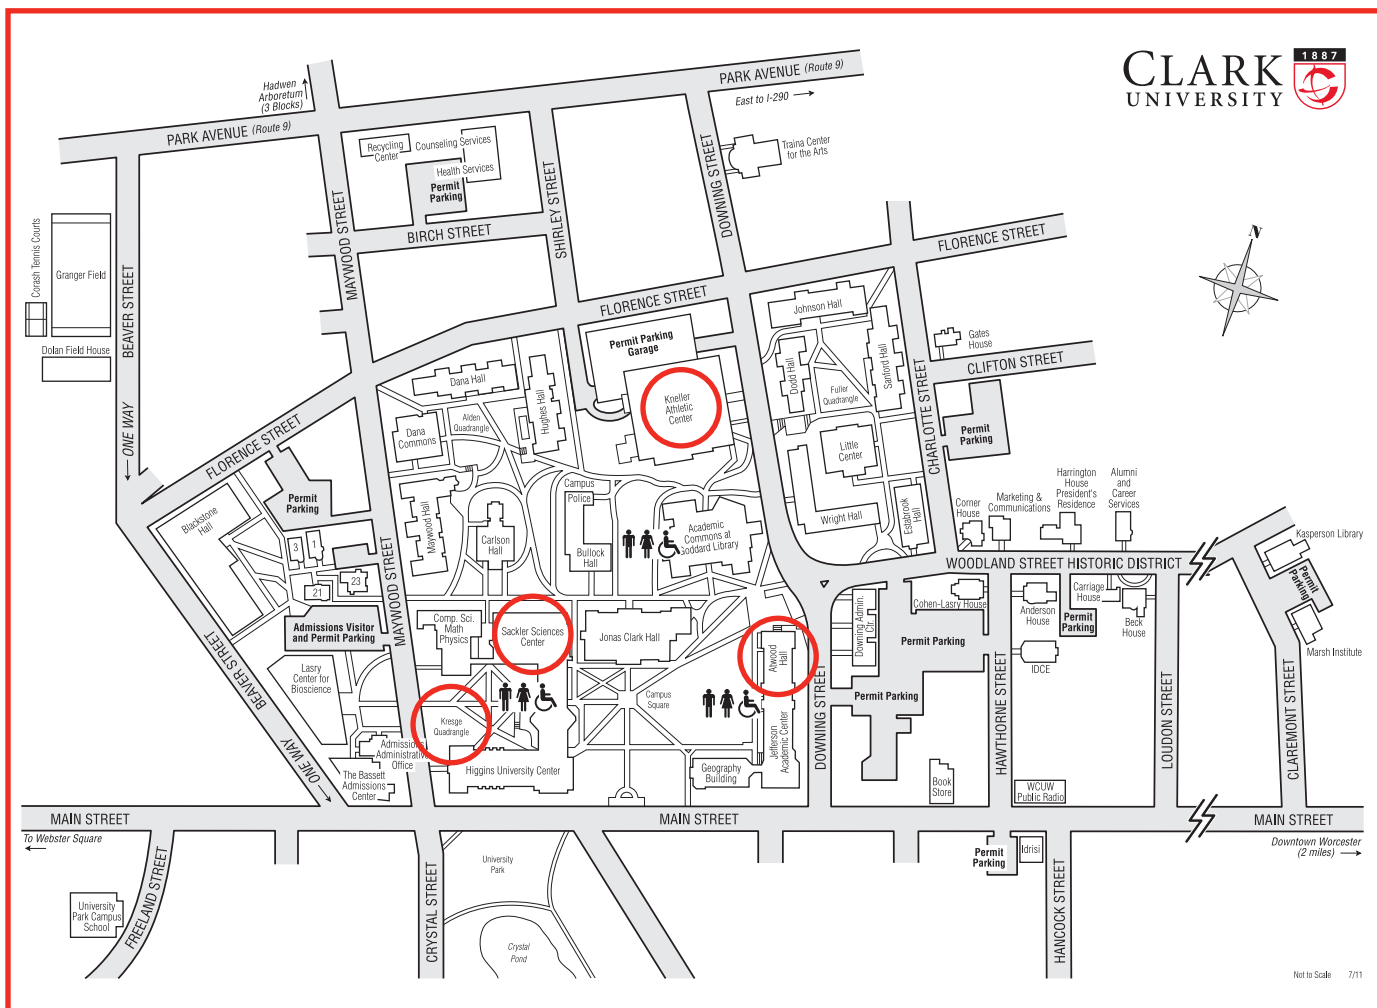 CLARK
UNIVERSITY
1887
Hadwen
Arboretum
(3 Blocks)
PARK AVENUE (Route 9)
East to I-290
PARK AVENUE (Route 9)
Recycling
Center
Counseling Services
Health Services
Permit
Parking
Traina Center
for the Arts
MAYWOOD STREET
SHIRLEY STREET
DOWNING STREET
BIRCH STREET
FLORENCE STREET
N
Corash Tennis Courts
Granger Field
BEAVER STREET
Dolan Field House
ONE WAY
FLORENCE STREET
Johnson Hall
Permit Parking
Garage
Gates
House
CLIFTON STREET
Dana Hall
Hughes Hall
Kneller
Athletic
Center
Dodd Hall
Fuller
Quadrangle
Sanford Hall
CHARLOTTE STREET
Alden
Quadrangle
Dana
Commons
FLORENCE STREET
Permit
Parking
Little
Center
Blackstone
Hall
Permit
Parking
Maywood Hall
Campus
Police
Carlson
Hall
Bullock
Hall
Academic
Commons at
Goddard Library
Wright Hall
Estabrook
Hall
Corner
House
Marketing &
Communications
Harrington
House
President's
Residence
Alumni
and
Career
Services
Kasperson Library
WOODLAND STREET HISTORIC DISTRICT
3
1
23
21
MAYWOOD STREET
Permit
Parking
Carriage
House
Cohen-Lasry House
Anderson
House
Permit
Parking
Beck
House
Marsh Institute
Admissions Visitor
and Permit Parking
Comp. Sci.
Math
Physics
Sackler Sciences
Center
Jonas Clark Hall
Atwood
Hall
Downing Admin.
Ctr.
Permit Parking
IDCE
BEAVER STREET
Lasry
Center for
Bioscience
Kresge
Quadrangle
Campus
Square
Permit Parking
DOWNING STREET
HAWTHORNE STREET
LOUDON STREET
CLAREMONT STREET
ONE WAY
Admissions
Administrative
Office
The Bassett
Admissions
Center
Higgins University Center
Geography
Building
Jefferson
Academic Center
Book
Store
WCUW
Public Radio
MAIN STREET
MAIN STREET
MAIN STREET
To Webster Square
Downtown Worcester
(2 miles)
University
Park
Permit
Parking
Idrisi
FREELAND STREET
CRYSTAL STREET
HANCOCK STREET
University
Park Campus
School
Crystal
Pond
Not to Scale 7/11